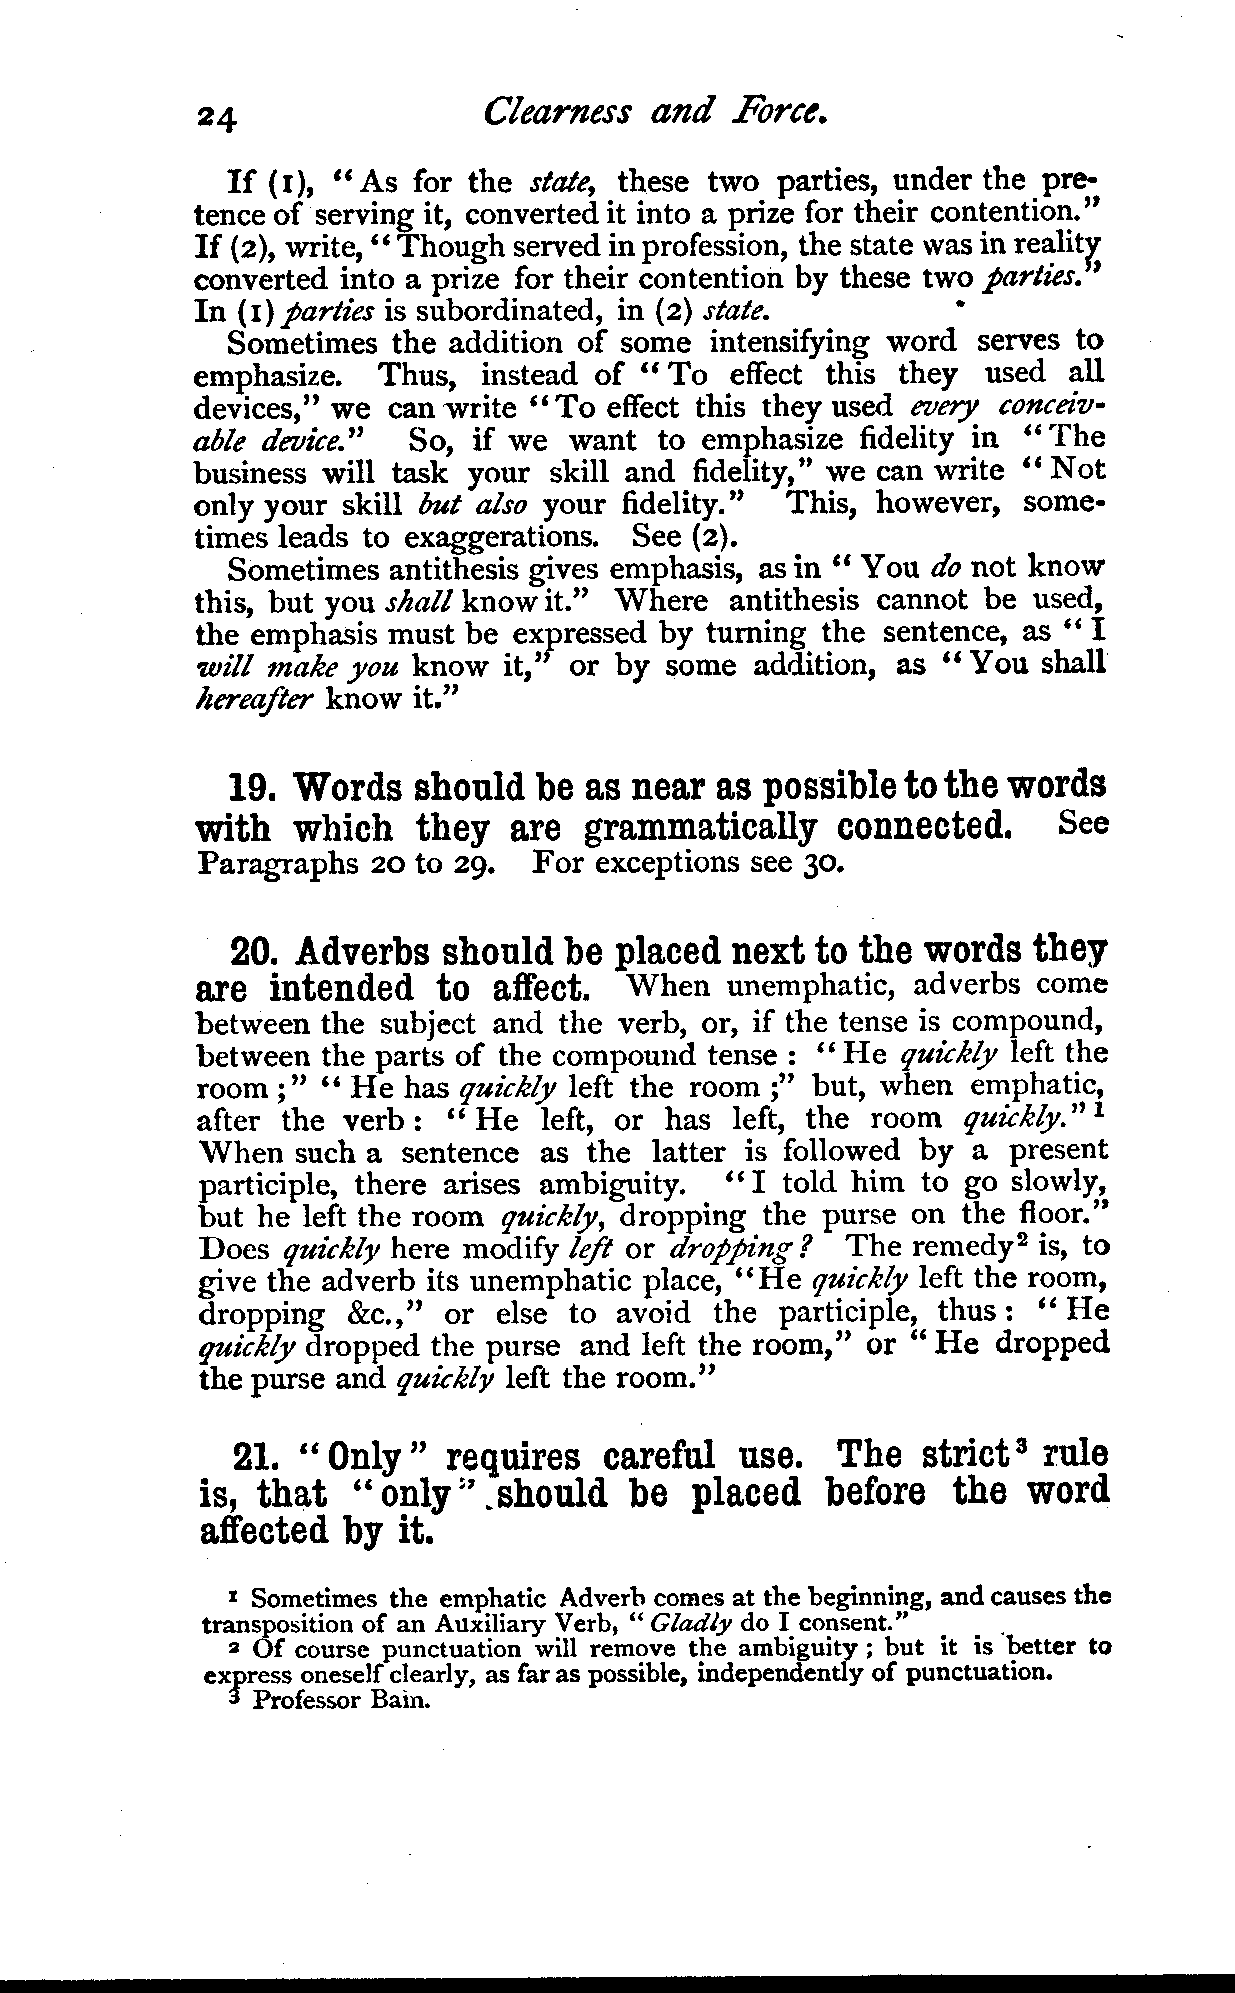 24 Clearness and Force.
If (1), “As for the state, these two parties, under the pre-
tence of serving it, converted it into a prize for their contention.”
If (2), write, “Though served in profession, the state was in reality
converted into a prize for their contention by these two parties.”
In (1) parties is subordinated, in (2) state.
Sometimes the addition of some intensifying word serves to
emphasize. Thus, instead of “To effect this they used all
devices,” we can write “To effect this they used every conceiv-
able device.” So, if we want to emphasize fidelity in “The
business will task your skill and fidelity,” we can write “Not
only your skill but also your fidelity.” This, however, some-
times leads to exaggerations. See (2).
Sometimes antithesis gives emphasis, as in “You do not know
this, but you shall know it.” Where antithesis cannot be used,
the emphasis must be expressed by turning the sentence, as “I
will make you know it,” or by some addition, as “You shall
hereafter know it.”
19. Words should be as near as possible to the words
with which they are grammatically connected. See
Paragraphs 20 to 29. For exceptions see 30.
20. Adverbs should be placed next to the words they
are intended to affect. When unemphatic, adverbs come
between the subject and the verb, or, if the tense is compound,
between the parts of the compound tense : “He quickly left the
room ;” “He has quickly left the room ;” but, when emphatic,
after the verb : “He left, or has left, the room quickly.”¹
When such a sentence as the latter is followed by a present
participle, there arises ambiguity. “I told him to go slowly,
but he left the room quickly, dropping the purse on the floor.”
Does quickly here modify left or dropping ? The remedy² is, to
give the adverb its unemphatic place, “He quickly left the room,
dropping &c.,” or else to avoid the participle, thus : “He
quickly dropped the purse and left the room,” or “He dropped
the purse and quickly left the room.”
21. “Only” requires careful use. The strict³ rule
is, that “only” should be placed before the word
affected by it.
¹ Sometimes the emphatic Adverb comes at the beginning, and causes the
transposition of an Auxiliary Verb, “Gladly do I consent.”
² Of course punctuation will remove the ambiguity ; but it is better to
express oneself clearly, as far as possible, independently of punctuation.
³ Professor Bain.